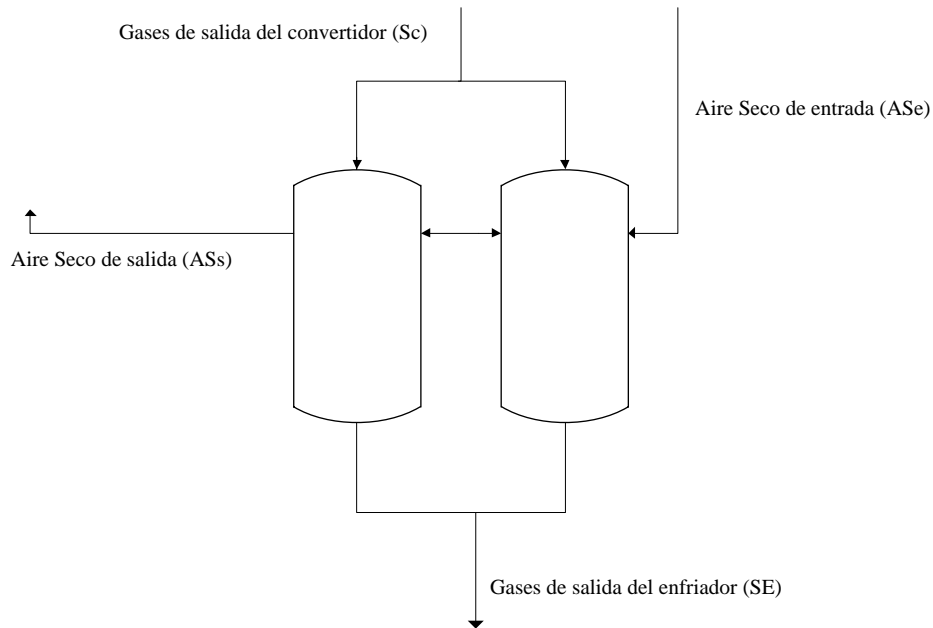 Gases de salida del convertidor (Sc)
Aire Seco de entrada (ASe)
Aire Seco de salida (ASs)
Gases de salida del enfriador (SE)